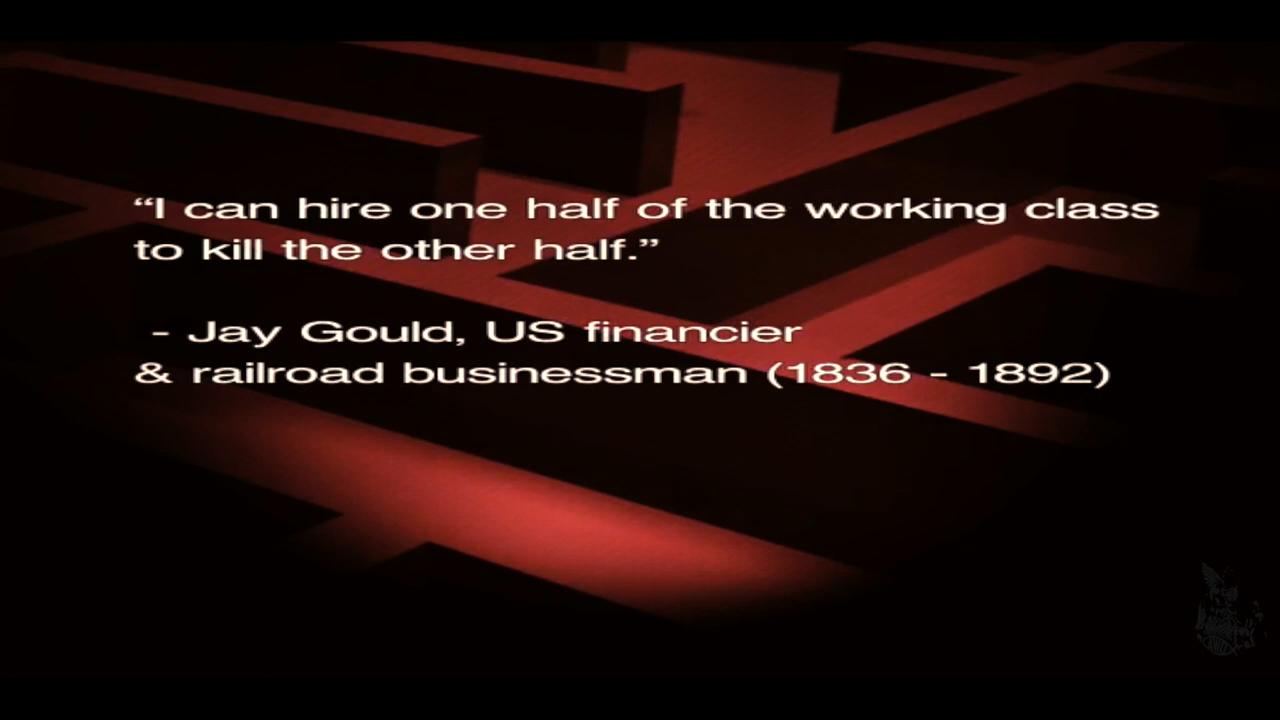 “I can hire one half of the working class
to kill the other half.”
- Jay Gould, US financier
& railroad businessman (1836 - 1892)